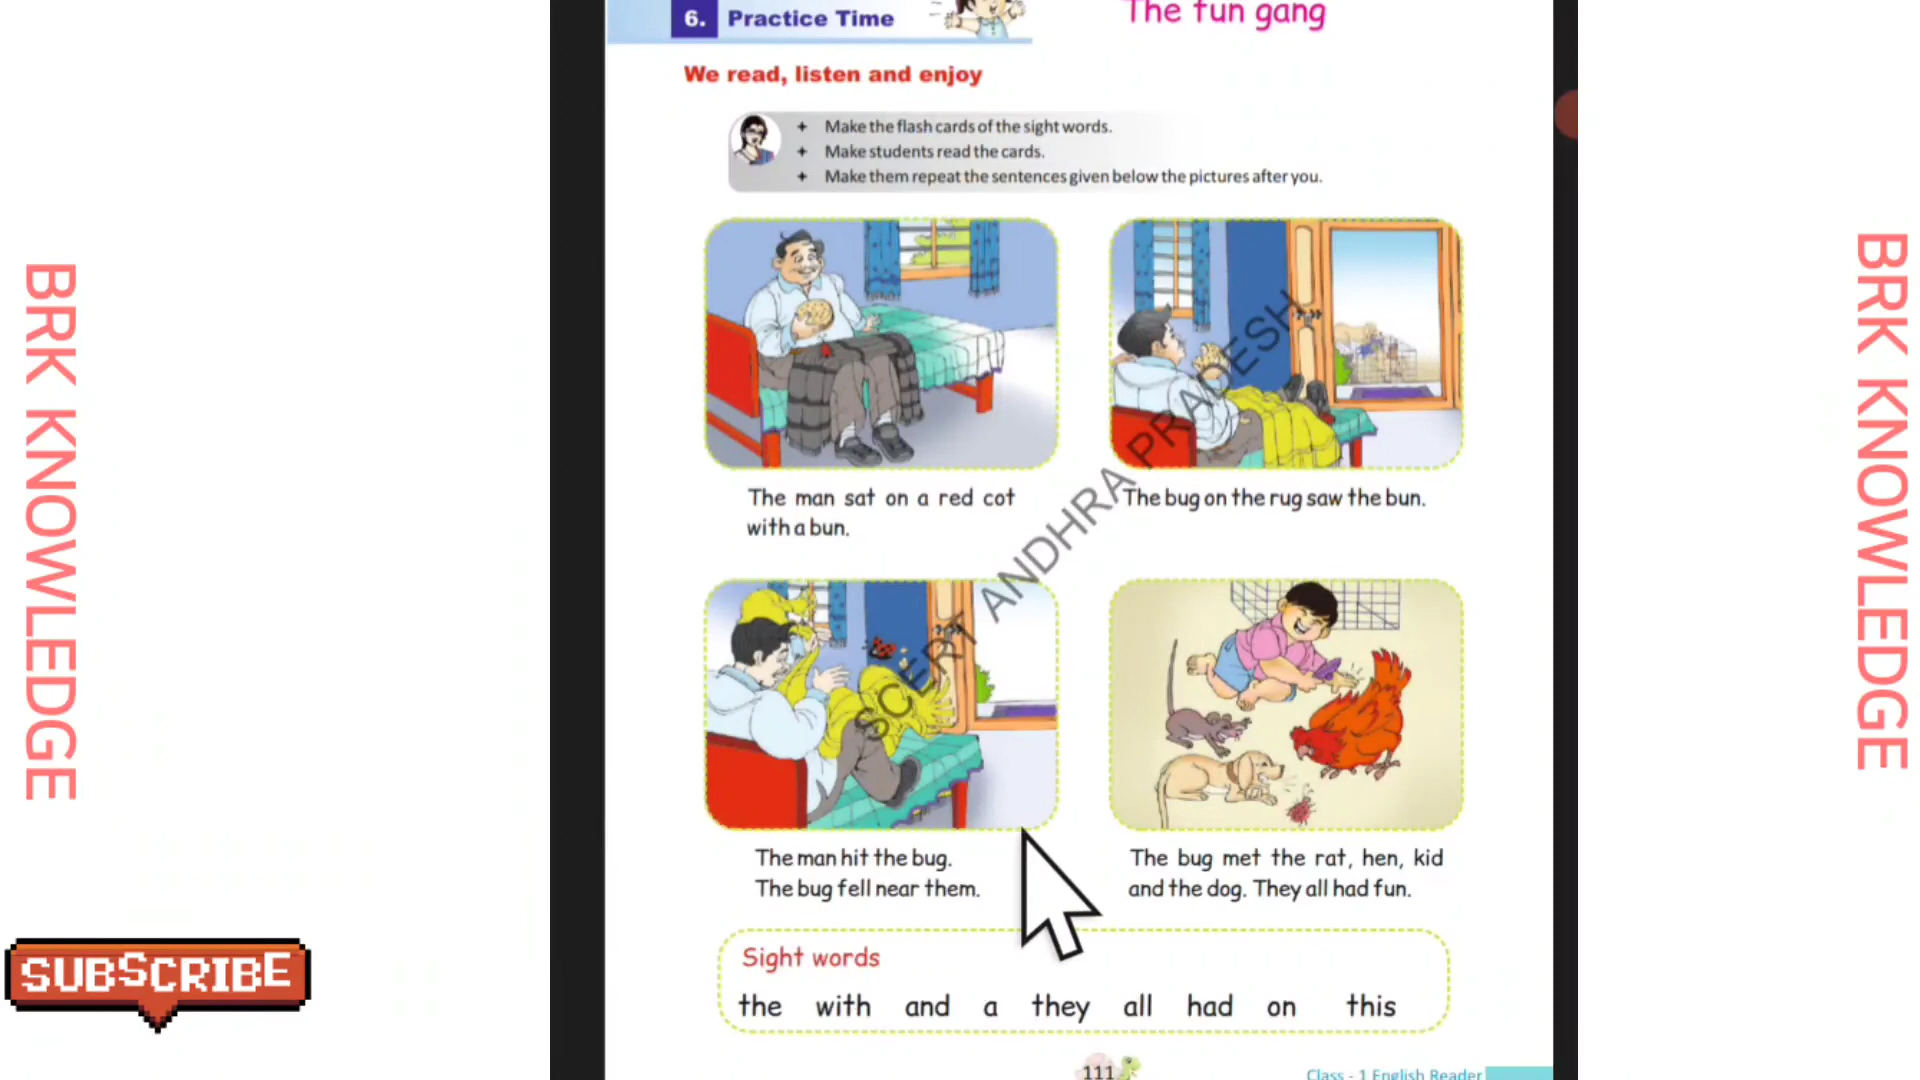 6. Practice Time
The fun gang
We read, listen and enjoy
+ Make the flash cards of the sight words.
+ Make students read the cards.
+ Make them repeat the sentences given below the pictures after you.
The man sat on a red cot
with a bun.
The bug on the rug saw the bun.
The man hit the bug.
The bug fell near them.
The bug met the rat, hen, kid
and the dog. They all had fun.
Sight words
the with and a they all had on this
111
Class - 1 English Reader
SCERT ANDHRA PRADESH
BRK KNOWLEDGE
BRK KNOWLEDGE
SUBSCRIBE